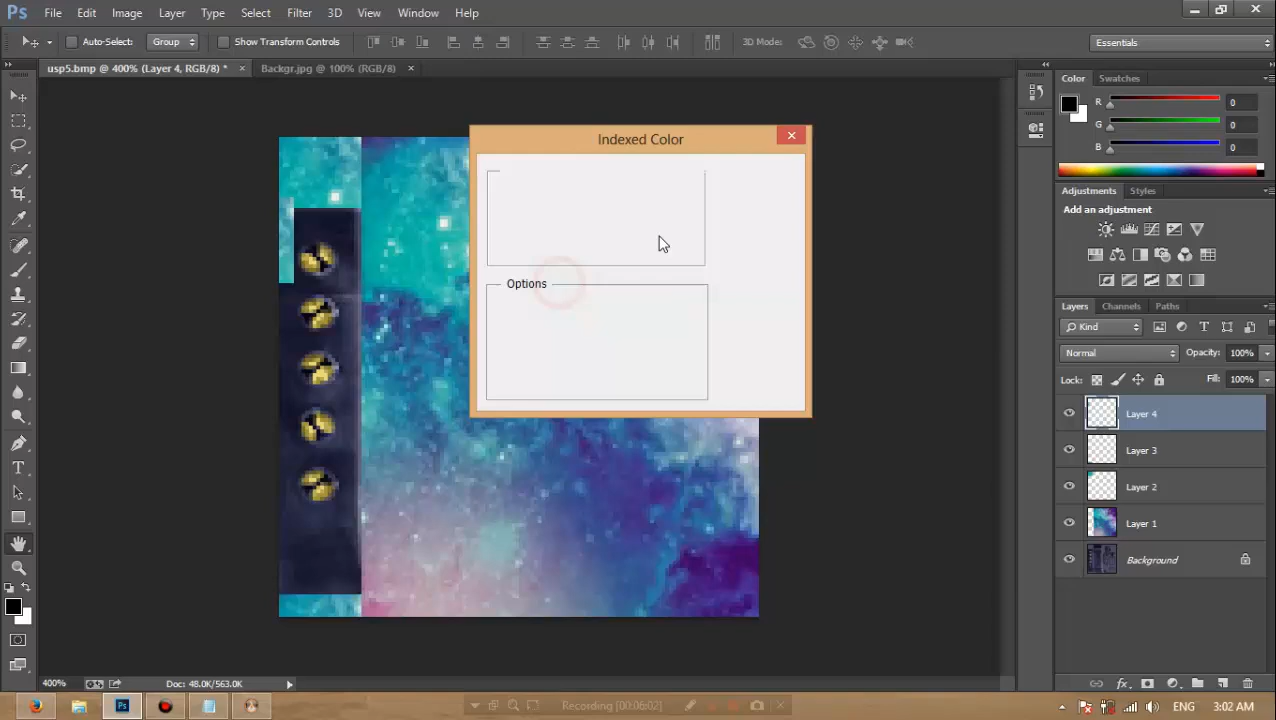 Ps File Edit Image Layer Type Select Filter 3D View Window Help
Auto-Select: Group Show Transform Controls 3D Mode: Essentials
usp5.bmp @ 400% (Layer 4, RGB/8) * × Backgr.jpg @ 100% (RGB/8) ×
Color Swatches
R 0
G 0
B 0
Indexed Color
Options
Adjustments Styles
Add an adjustment
Layers Channels Paths
Kind
Normal Opacity: 100%
Lock: Fill: 100%
Layer 4
Layer 3
Layer 2
Layer 1
Background
400% Doc: 48.0K/563.0K
Ps Recording [00:06:02] ENG 3:02 AM